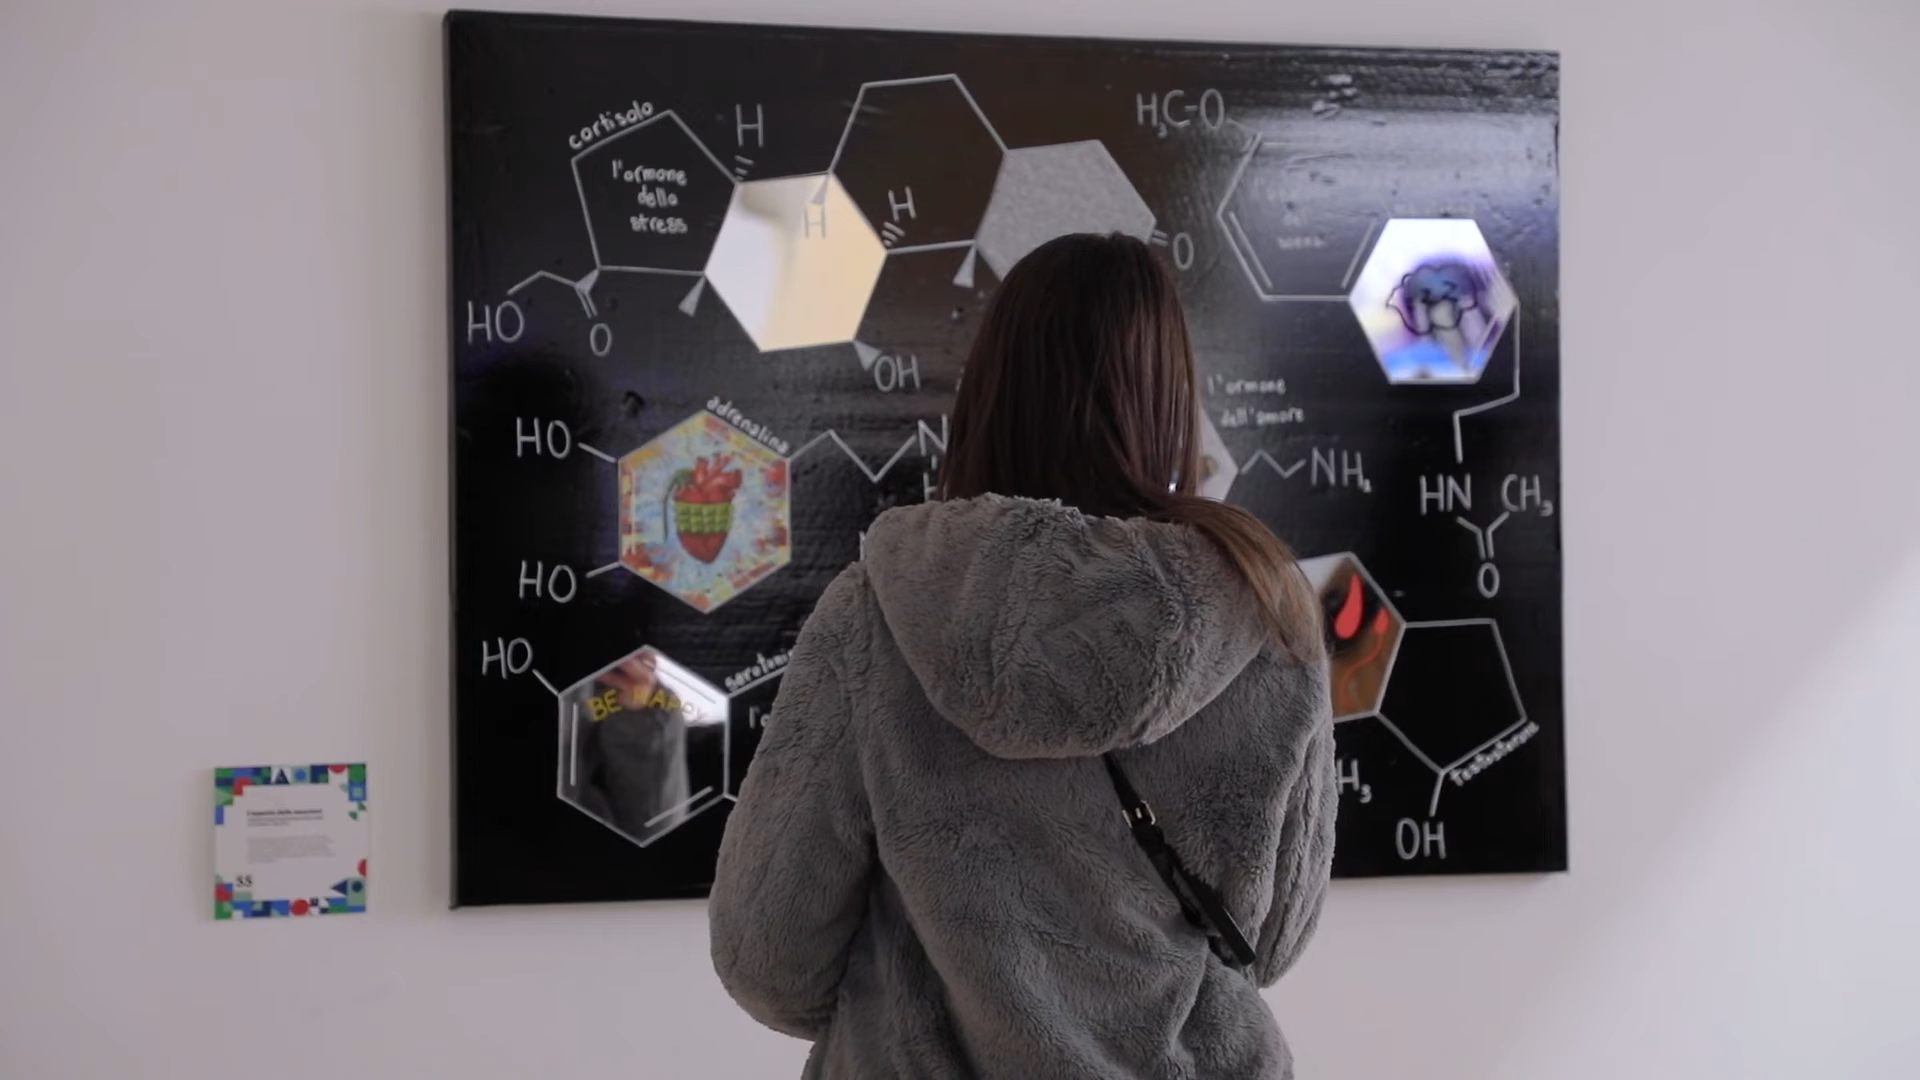 cortisolo
l'ormone
dello
stress
H
H
H
H₃C-O
O
HO
O
OH
l'ormone
dell'amore
adrenalina
HO
N
NH₂
HN
CH₃
O
HO
HO
BE HAPPY
testosterone
H₃
OH
55